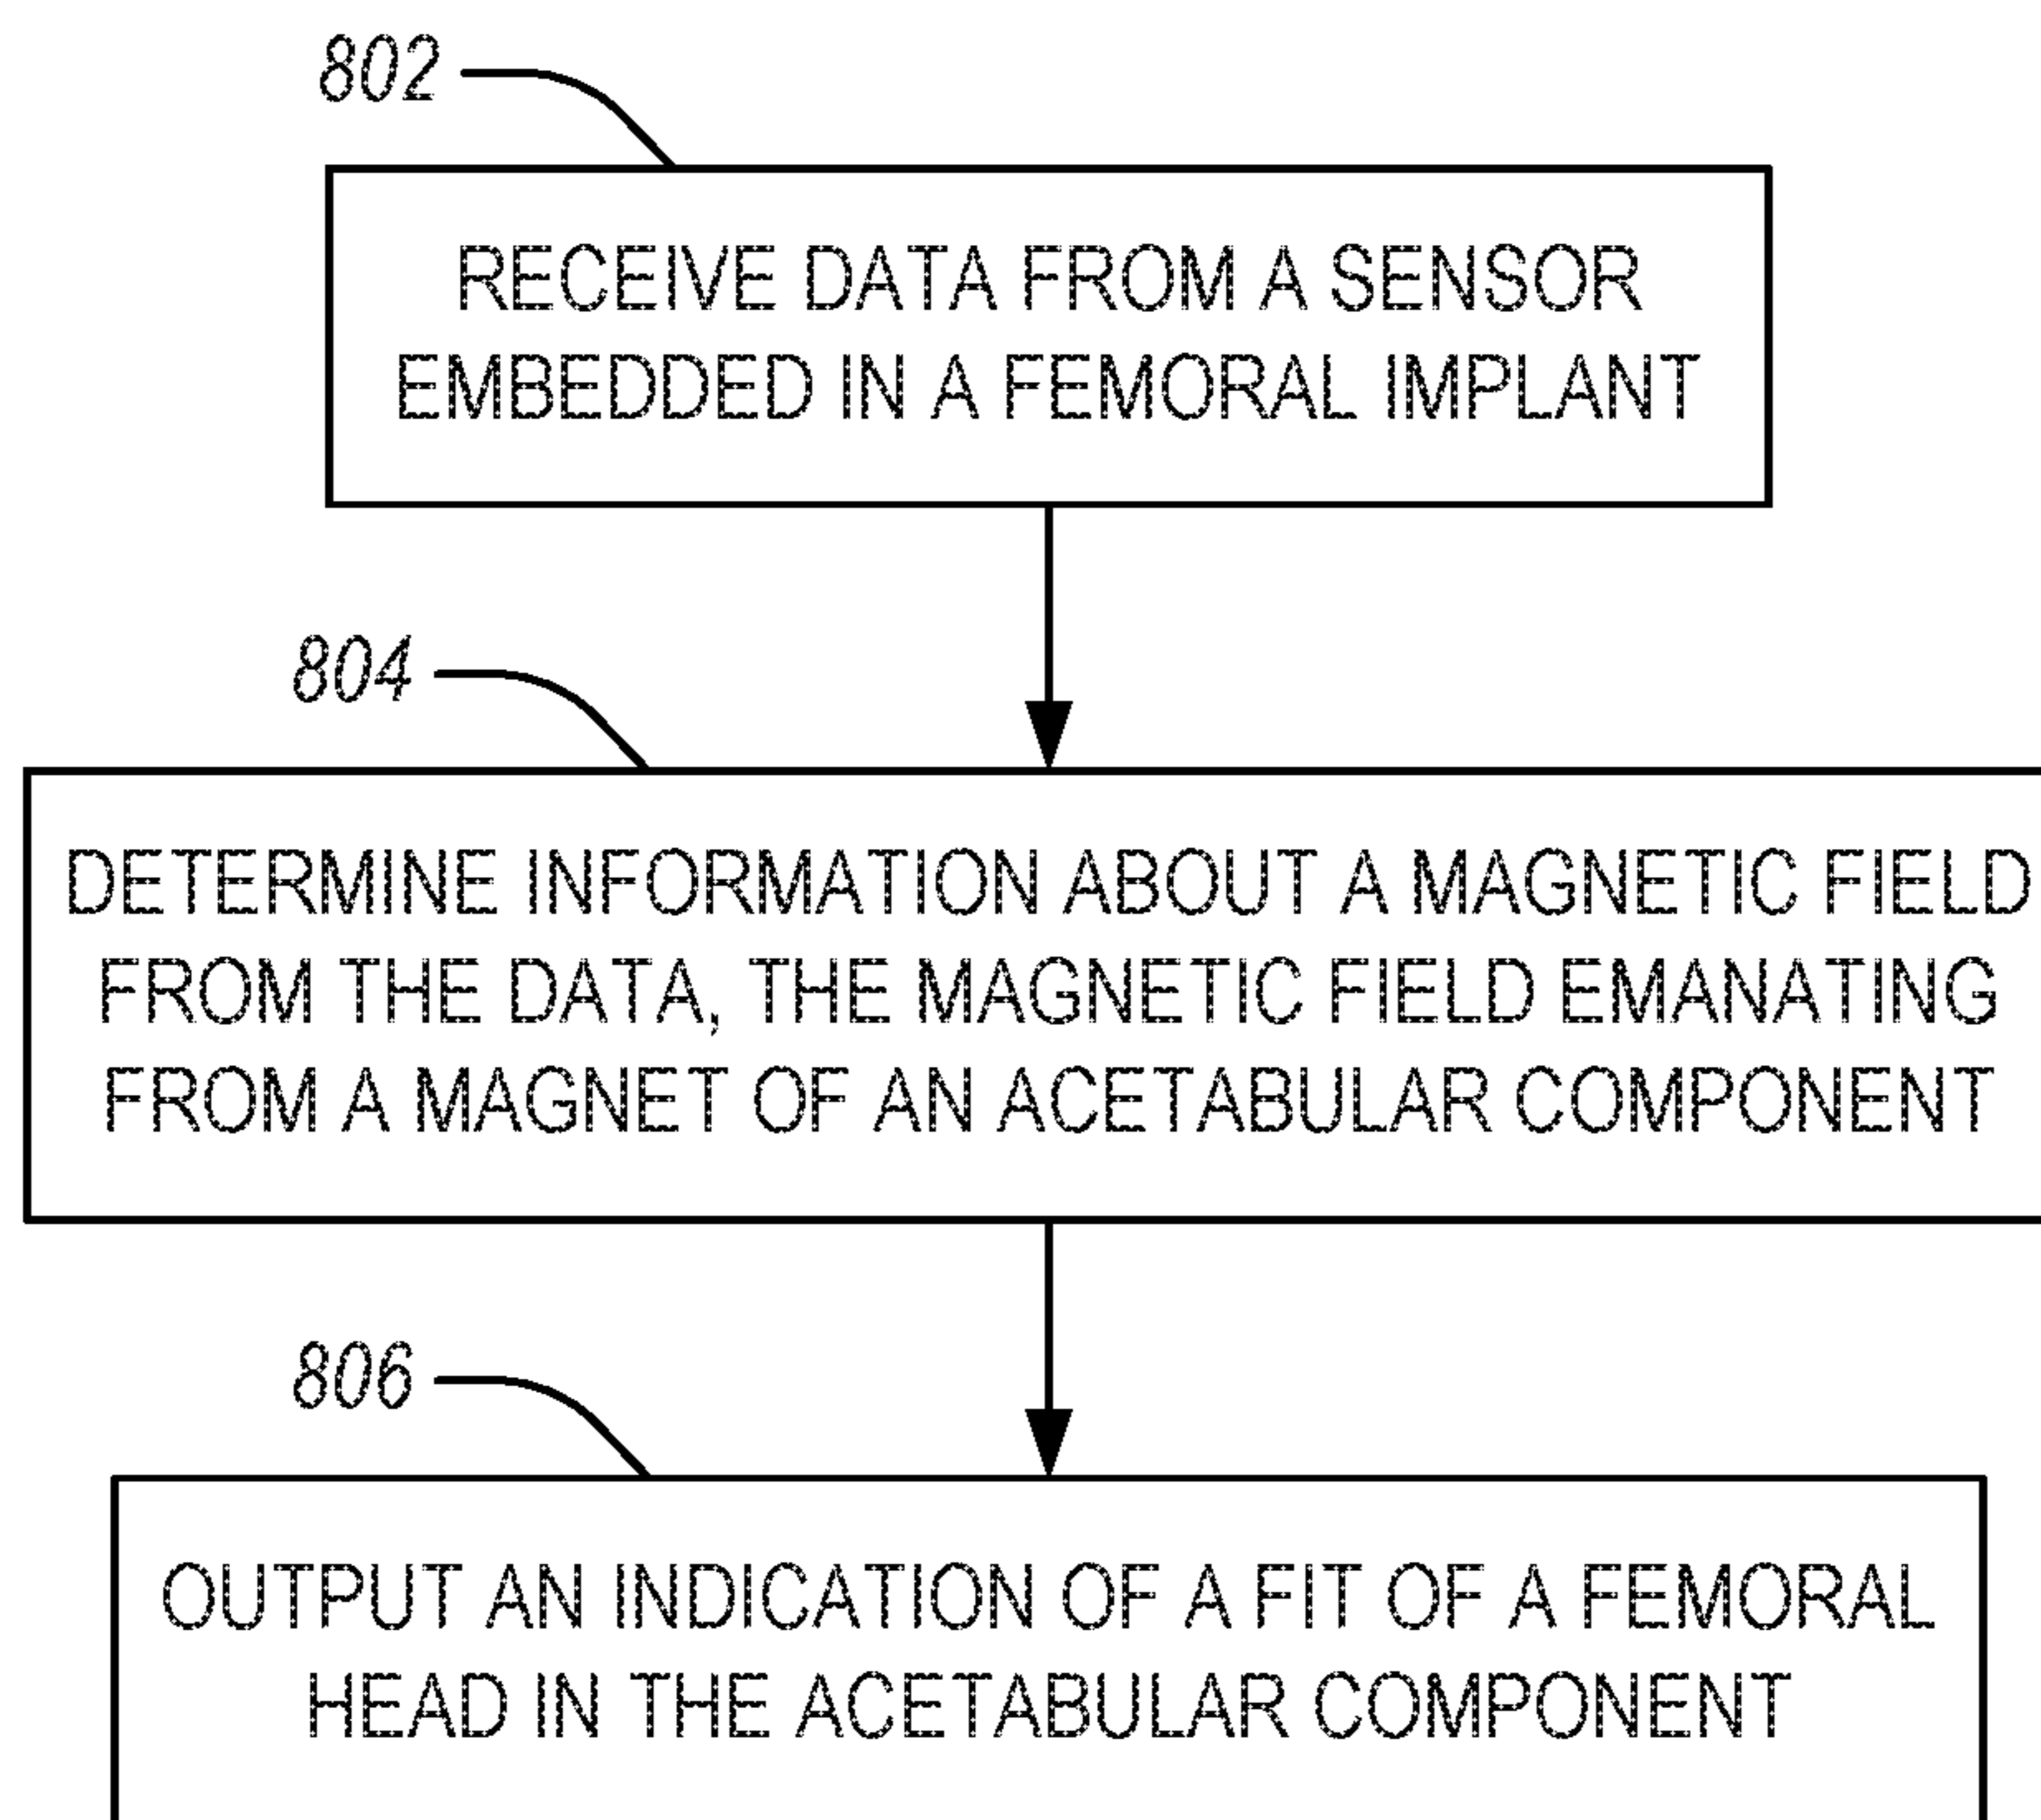 802
RECEIVE DATA FROM A SENSOR
EMBEDDED IN A FEMORAL IMPLANT
804
DETERMINE INFORMATION ABOUT A MAGNETIC FIELD
FROM THE DATA, THE MAGNETIC FIELD EMANATING
FROM A MAGNET OF AN ACETABULAR COMPONENT
806
OUTPUT AN INDICATION OF A FIT OF A FEMORAL
HEAD IN THE ACETABULAR COMPONENT